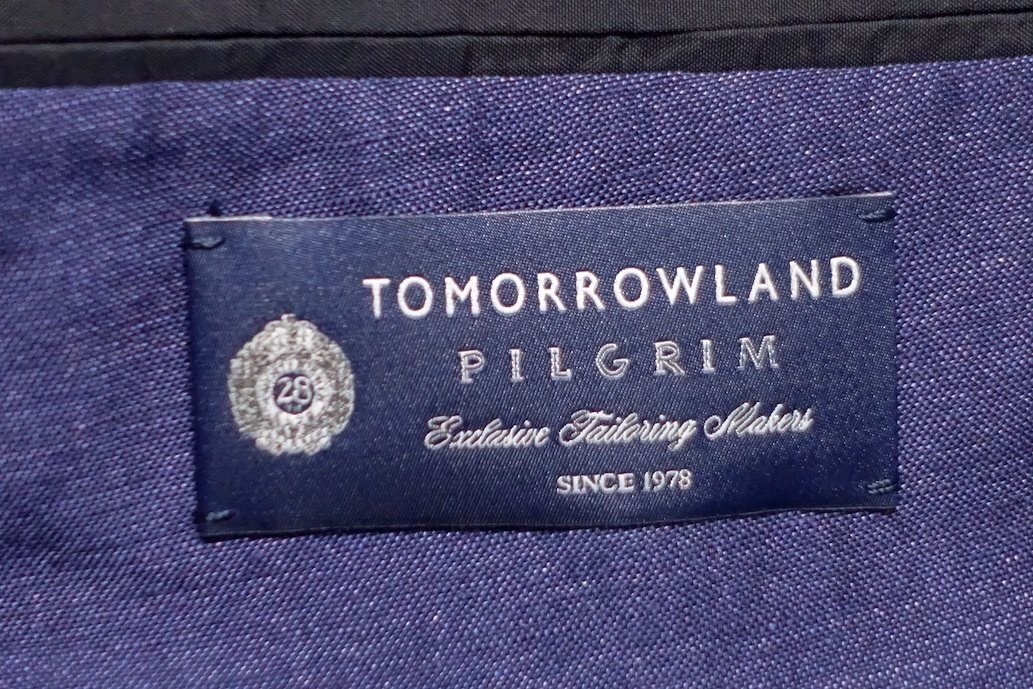 TOMORROWLAND
PILGRIM
28
Exclusive Tailoring Makers
SINCE 1978